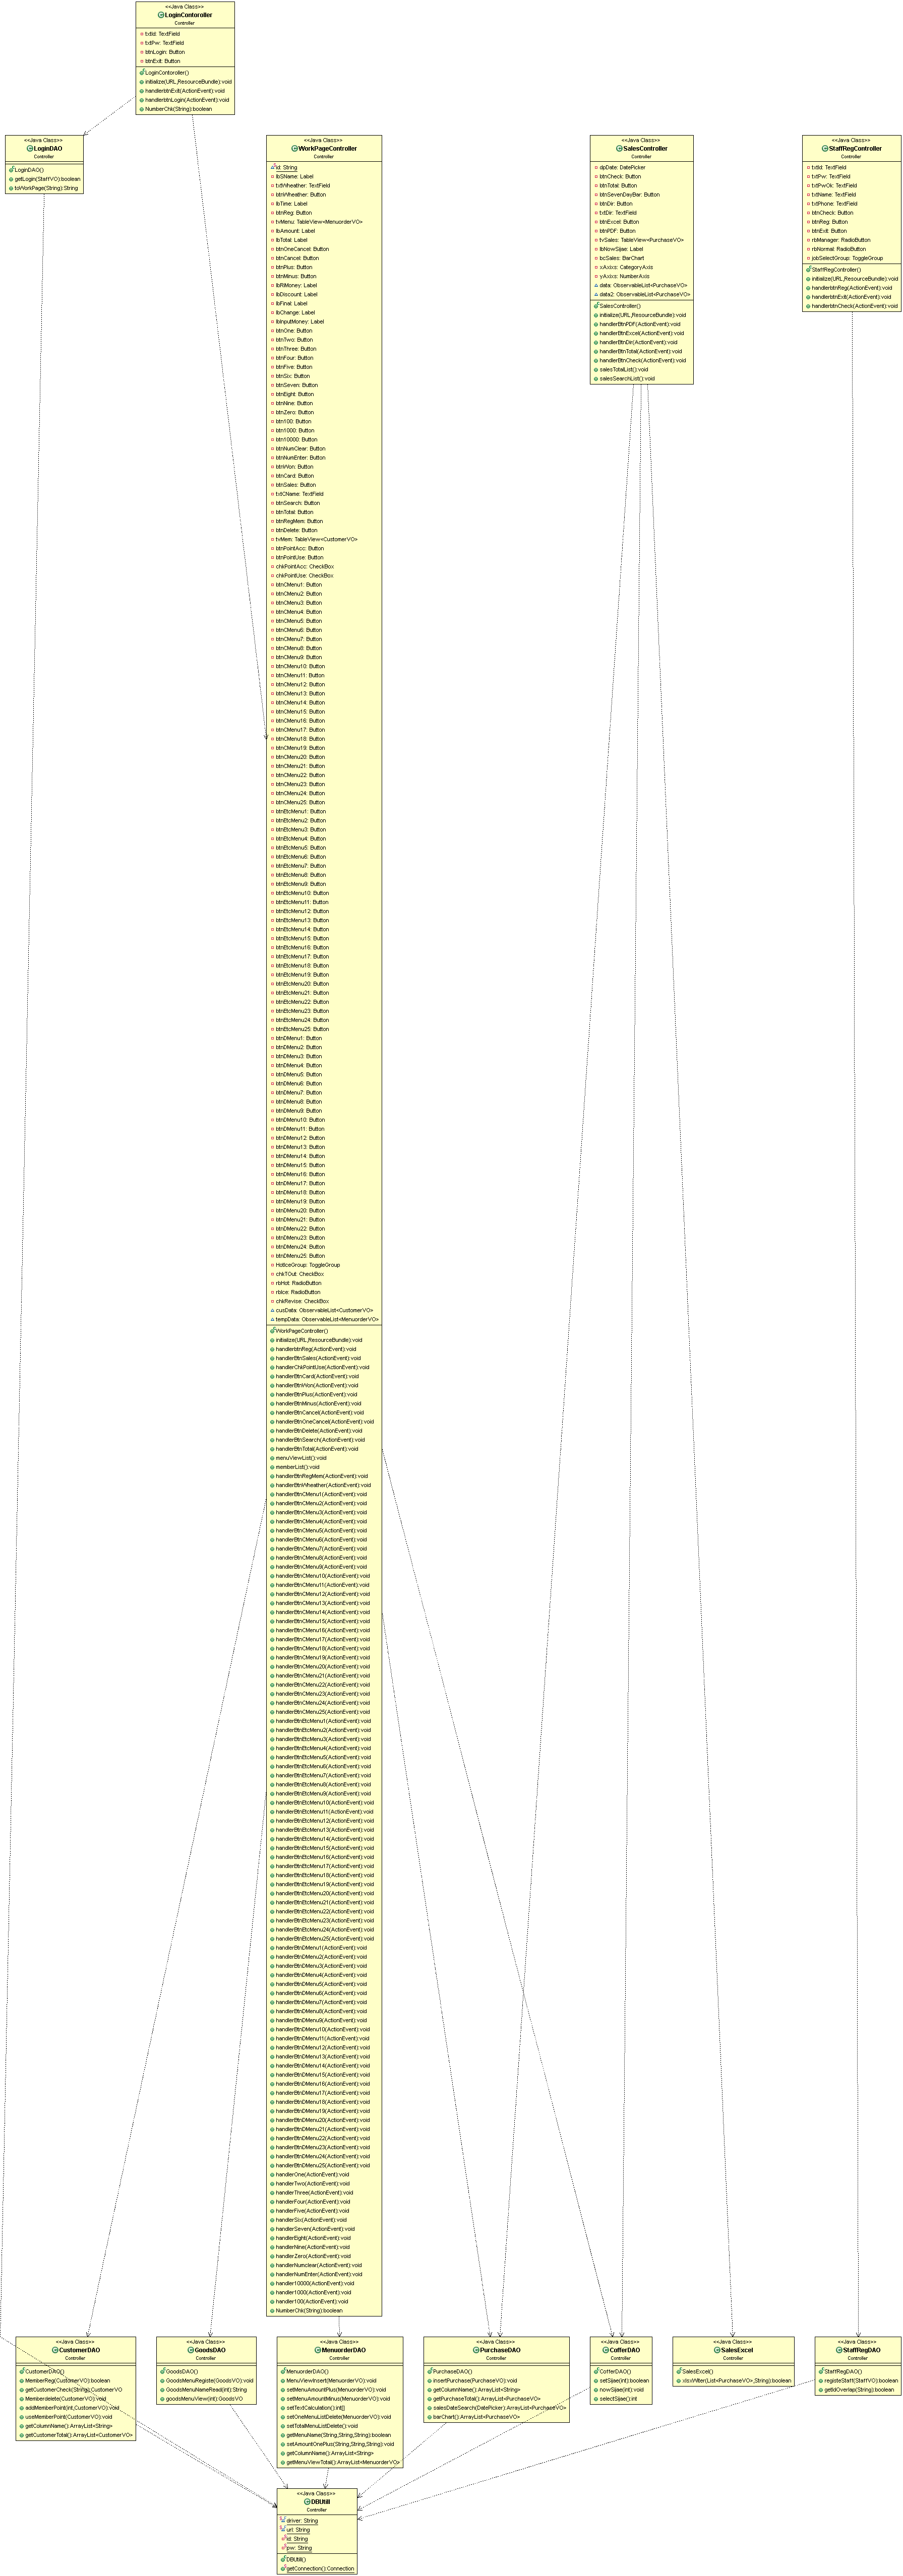 <<Java Class>>
LoginContoroller
Controller
txtId: TextField
txtPw: TextField
btnLogin: Button
btnExit: Button
LoginContoroller()
initialize(URL,ResourceBundle):void
handlerbtnExit(ActionEvent):void
handlerbtnLogin(ActionEvent):void
NumberChk(String):boolean
<<Java Class>>
LoginDAO
Controller
LoginDAO()
getLogin(StaffVO):boolean
toWorkPage(String):String
<<Java Class>>
WorkPageController
Controller
id: String
lbSName: Label
txtWheather: TextField
btnWheather: Button
lbTime: Label
btnReg: Button
tvMenu: TableView<MenuorderVO>
lbAmount: Label
lbTotal: Label
btnOneCancel: Button
btnCancel: Button
btnPlus: Button
btnMinus: Button
lbRiMoney: Label
lbDiscount: Label
lbFinal: Label
lbChange: Label
lbInputMoney: Label
btnOne: Button
btnTwo: Button
btnThree: Button
btnFour: Button
btnFive: Button
btnSix: Button
btnSeven: Button
btnEight: Button
btnNine: Button
btnZero: Button
btn100: Button
btn1000: Button
btn10000: Button
btnNumClear: Button
btnNumEnter: Button
btnWon: Button
btnCard: Button
btnSales: Button
txtCName: TextField
btnSearch: Button
btnTotal: Button
btnRegMem: Button
btnDelete: Button
tvMem: TableView<CustomerVO>
btnPointAcc: Button
btnPointUse: Button
chkPointAcc: CheckBox
chkPointUse: CheckBox
btnCMenu1: Button
btnCMenu2: Button
btnCMenu3: Button
btnCMenu4: Button
btnCMenu5: Button
btnCMenu6: Button
btnCMenu7: Button
btnCMenu8: Button
btnCMenu9: Button
btnCMenu10: Button
btnCMenu11: Button
btnCMenu12: Button
btnCMenu13: Button
btnCMenu14: Button
btnCMenu15: Button
btnCMenu16: Button
btnCMenu17: Button
btnCMenu18: Button
btnCMenu19: Button
btnCMenu20: Button
btnCMenu21: Button
btnCMenu22: Button
btnCMenu23: Button
btnCMenu24: Button
btnCMenu25: Button
btnEtcMenu1: Button
btnEtcMenu2: Button
btnEtcMenu3: Button
btnEtcMenu4: Button
btnEtcMenu5: Button
btnEtcMenu6: Button
btnEtcMenu7: Button
btnEtcMenu8: Button
btnEtcMenu9: Button
btnEtcMenu10: Button
btnEtcMenu11: Button
btnEtcMenu12: Button
btnEtcMenu13: Button
btnEtcMenu14: Button
btnEtcMenu15: Button
btnEtcMenu16: Button
btnEtcMenu17: Button
btnEtcMenu18: Button
btnEtcMenu19: Button
btnEtcMenu20: Button
btnEtcMenu21: Button
btnEtcMenu22: Button
btnEtcMenu23: Button
btnEtcMenu24: Button
btnEtcMenu25: Button
btnDMenu1: Button
btnDMenu2: Button
btnDMenu3: Button
btnDMenu4: Button
btnDMenu5: Button
btnDMenu6: Button
btnDMenu7: Button
btnDMenu8: Button
btnDMenu9: Button
btnDMenu10: Button
btnDMenu11: Button
btnDMenu12: Button
btnDMenu13: Button
btnDMenu14: Button
btnDMenu15: Button
btnDMenu16: Button
btnDMenu17: Button
btnDMenu18: Button
btnDMenu19: Button
btnDMenu20: Button
btnDMenu21: Button
btnDMenu22: Button
btnDMenu23: Button
btnDMenu24: Button
btnDMenu25: Button
HotIceGroup: ToggleGroup
chkTOut: CheckBox
rbHot: RadioButton
rbIce: RadioButton
chkRevise: CheckBox
cusData: ObservableList<CustomerVO>
tempData: ObservableList<MenuorderVO>
WorkPageController()
initialize(URL,ResourceBundle):void
handlerbtnReg(ActionEvent):void
handlerBtnSales(ActionEvent):void
handlerChkPointUse(ActionEvent):void
handlerBtnCard(ActionEvent):void
handlerBtnWon(ActionEvent):void
handlerBtnPlus(ActionEvent):void
handlerBtnMinus(ActionEvent):void
handlerBtnCancel(ActionEvent):void
handlerBtnOneCancel(ActionEvent):void
handlerBtnDelete(ActionEvent):void
handlerBtnSearch(ActionEvent):void
handlerBtnTotal(ActionEvent):void
menuViewList():void
memberList():void
handlerBtnRegMem(ActionEvent):void
handlerBtnWheather(ActionEvent):void
handlerBtnCMenu1(ActionEvent):void
handlerBtnCMenu2(ActionEvent):void
handlerBtnCMenu3(ActionEvent):void
handlerBtnCMenu4(ActionEvent):void
handlerBtnCMenu5(ActionEvent):void
handlerBtnCMenu6(ActionEvent):void
handlerBtnCMenu7(ActionEvent):void
handlerBtnCMenu8(ActionEvent):void
handlerBtnCMenu9(ActionEvent):void
handlerBtnCMenu10(ActionEvent):void
handlerBtnCMenu11(ActionEvent):void
handlerBtnCMenu12(ActionEvent):void
handlerBtnCMenu13(ActionEvent):void
handlerBtnCMenu14(ActionEvent):void
handlerBtnCMenu15(ActionEvent):void
handlerBtnCMenu16(ActionEvent):void
handlerBtnCMenu17(ActionEvent):void
handlerBtnCMenu18(ActionEvent):void
handlerBtnCMenu19(ActionEvent):void
handlerBtnCMenu20(ActionEvent):void
handlerBtnCMenu21(ActionEvent):void
handlerBtnCMenu22(ActionEvent):void
handlerBtnCMenu23(ActionEvent):void
handlerBtnCMenu24(ActionEvent):void
handlerBtnCMenu25(ActionEvent):void
handlerBtnEtcMenu1(ActionEvent):void
handlerBtnEtcMenu2(ActionEvent):void
handlerBtnEtcMenu3(ActionEvent):void
handlerBtnEtcMenu4(ActionEvent):void
handlerBtnEtcMenu5(ActionEvent):void
handlerBtnEtcMenu6(ActionEvent):void
handlerBtnEtcMenu7(ActionEvent):void
handlerBtnEtcMenu8(ActionEvent):void
handlerBtnEtcMenu9(ActionEvent):void
handlerBtnEtcMenu10(ActionEvent):void
handlerBtnEtcMenu11(ActionEvent):void
handlerBtnEtcMenu12(ActionEvent):void
handlerBtnEtcMenu13(ActionEvent):void
handlerBtnEtcMenu14(ActionEvent):void
handlerBtnEtcMenu15(ActionEvent):void
handlerBtnEtcMenu16(ActionEvent):void
handlerBtnEtcMenu17(ActionEvent):void
handlerBtnEtcMenu18(ActionEvent):void
handlerBtnEtcMenu19(ActionEvent):void
handlerBtnEtcMenu20(ActionEvent):void
handlerBtnEtcMenu21(ActionEvent):void
handlerBtnEtcMenu22(ActionEvent):void
handlerBtnEtcMenu23(ActionEvent):void
handlerBtnEtcMenu24(ActionEvent):void
handlerBtnEtcMenu25(ActionEvent):void
handlerBtnDMenu1(ActionEvent):void
handlerBtnDMenu2(ActionEvent):void
handlerBtnDMenu3(ActionEvent):void
handlerBtnDMenu4(ActionEvent):void
handlerBtnDMenu5(ActionEvent):void
handlerBtnDMenu6(ActionEvent):void
handlerBtnDMenu7(ActionEvent):void
handlerBtnDMenu8(ActionEvent):void
handlerBtnDMenu9(ActionEvent):void
handlerBtnDMenu10(ActionEvent):void
handlerBtnDMenu11(ActionEvent):void
handlerBtnDMenu12(ActionEvent):void
handlerBtnDMenu13(ActionEvent):void
handlerBtnDMenu14(ActionEvent):void
handlerBtnDMenu15(ActionEvent):void
handlerBtnDMenu16(ActionEvent):void
handlerBtnDMenu17(ActionEvent):void
handlerBtnDMenu18(ActionEvent):void
handlerBtnDMenu19(ActionEvent):void
handlerBtnDMenu20(ActionEvent):void
handlerBtnDMenu21(ActionEvent):void
handlerBtnDMenu22(ActionEvent):void
handlerBtnDMenu23(ActionEvent):void
handlerBtnDMenu24(ActionEvent):void
handlerBtnDMenu25(ActionEvent):void
handlerOne(ActionEvent):void
handlerTwo(ActionEvent):void
handlerThree(ActionEvent):void
handlerFour(ActionEvent):void
handlerFive(ActionEvent):void
handlerSix(ActionEvent):void
handlerSeven(ActionEvent):void
handlerEight(ActionEvent):void
handlerNine(ActionEvent):void
handlerZero(ActionEvent):void
handlerNumclear(ActionEvent):void
handlerNumEnter(ActionEvent):void
handler10000(ActionEvent):void
handler1000(ActionEvent):void
handler100(ActionEvent):void
NumberChk(String):boolean
<<Java Class>>
SalesController
Controller
dpDate: DatePicker
btnCheck: Button
btnTotal: Button
btnSevenDayBar: Button
btnDir: Button
txtDir: TextField
btnExcel: Button
btnPDF: Button
tvSales: TableView<PurchaseVO>
lbNowSijae: Label
bcSales: BarChart
xAxixs: CategoryAxis
yAxixs: NumberAxis
data: ObservableList<PurchaseVO>
data2: ObservableList<PurchaseVO>
SalesController()
initialize(URL,ResourceBundle):void
handlerBtnPDF(ActionEvent):void
handlerBtnExcel(ActionEvent):void
handlerBtnDir(ActionEvent):void
handlerBtnTotal(ActionEvent):void
handlerBtnCheck(ActionEvent):void
salesTotalList():void
salesSearchList():void
<<Java Class>>
StaffRegController
Controller
txtId: TextField
txtPw: TextField
txtPwOk: TextField
txtName: TextField
txtPhone: TextField
btnCheck: Button
btnReg: Button
btnExit: Button
rbManager: RadioButton
rbNormal: RadioButton
jobSelectGroup: ToggleGroup
StaffRegController()
initialize(URL,ResourceBundle):void
handlerbtnReg(ActionEvent):void
handlerbtnExit(ActionEvent):void
handlerbtnCheck(ActionEvent):void
<<Java Class>>
CustomerDAO
Controller
CustomerDAO()
MemberReg(CustomerVO):boolean
getCustomerCheck(String):CustomerVO
Memberdelete(CustomerVO):void
addMemberPoint(int,CustomerVO):void
useMemberPoint(CustomerVO):void
getColumnName():ArrayList<String>
getCustomerTotal():ArrayList<CustomerVO>
<<Java Class>>
GoodsDAO
Controller
GoodsDAO()
GoodsMenuRegiste(GoodsVO):void
GoodsMenuNameRead(int):String
goodsMenuView(int):GoodsVO
<<Java Class>>
MenuorderDAO
Controller
MenuorderDAO()
MenuViewInsert(MenuorderVO):void
setMenuAmountPlus(MenuorderVO):void
setMenuAmountMinus(MenuorderVO):void
setTextCalculation():int[]
setOneMenuListDelete(MenuorderVO):void
setTotalMenuListDelete():void
getMenuName(String,String,String):boolean
setAmountOnePlus(String,String,String):void
getColumnName():ArrayList<String>
getMenuViewTotal():ArrayList<MenuorderVO>
<<Java Class>>
PurchaseDAO
Controller
PurchaseDAO()
insertPurchase(PurchaseVO):void
getColumnName():ArrayList<String>
getPurchaseTotal():ArrayList<PurchaseVO>
salesDateSearch(DatePicker):ArrayList<PurchaseVO>
barChart():ArrayList<PurchaseVO>
<<Java Class>>
CofferDAO
Controller
CofferDAO()
setSijae(int):boolean
nowSijae(int):void
selectSijae():int
<<Java Class>>
SalesExcel
Controller
SalesExcel()
xlsxWriter(List<PurchaseVO>,String):boolean
<<Java Class>>
StaffRegDAO
Controller
StaffRegDAO()
registeStaff(StaffVO):boolean
getIdOverlap(String):boolean
<<Java Class>>
DBUtill
Controller
driver: String
url: String
id: String
pw: String
DBUtill()
getConnection():Connection